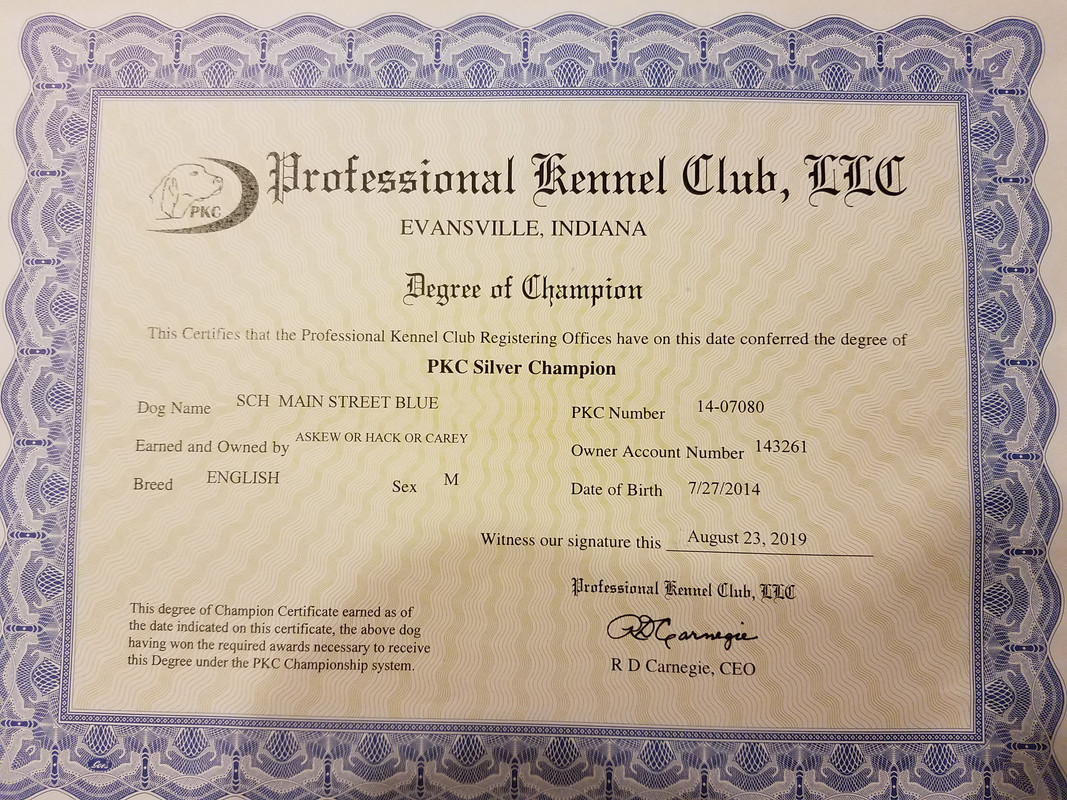 PKC
Professional Kennel Club, LLC
EVANSVILLE, INDIANA
Degree of Champion
This Certifies that the Professional Kennel Club Registering Offices have on this date conferred the degree of
PKC Silver Champion
Dog Name SCH MAIN STREET BLUE PKC Number 14-07080
Earned and Owned by ASKEW OR HACK OR CAREY Owner Account Number 143261
Breed ENGLISH Sex M Date of Birth 7/27/2014
Witness our signature this August 23, 2019
Professional Kennel Club, LLC
RD Carnegie
R D Carnegie, CEO
This degree of Champion Certificate earned as of
the date indicated on this certificate, the above dog
having won the required awards necessary to receive
this Degree under the PKC Championship system.